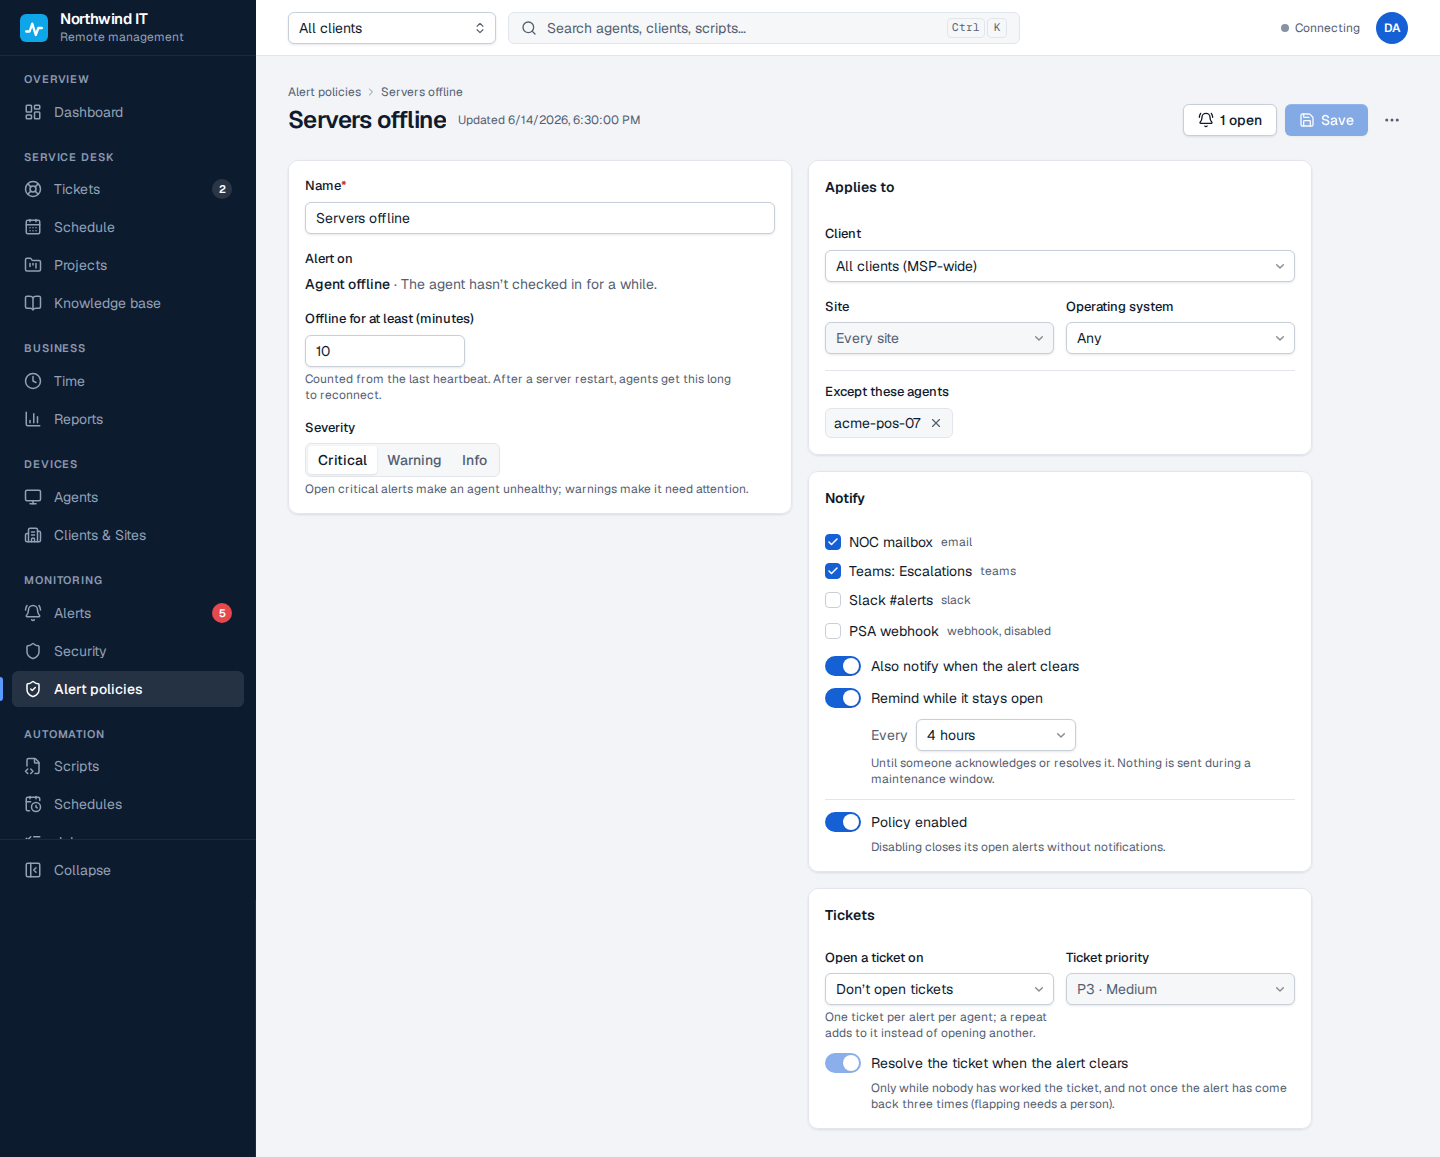 Northwind IT
Remote management
OVERVIEW
Dashboard
SERVICE DESK
Tickets
2
Schedule
Projects
Knowledge base
BUSINESS
Time
Reports
DEVICES
Agents
Clients & Sites
MONITORING
Alerts
5
Security
Alert policies
AUTOMATION
Scripts
Schedules
Collapse
All clients
Search agents, clients, scripts…
Ctrl K
Connecting
DA
Alert policies
Servers offline
Servers offline
Updated 6/14/2026, 6:30:00 PM
1 open
Save
Name*
Servers offline
Alert on
Agent offline · The agent hasn’t checked in for a while.
Offline for at least (minutes)
10
Counted from the last heartbeat. After a server restart, agents get this long
to reconnect.
Severity
Critical
Warning
Info
Open critical alerts make an agent unhealthy; warnings make it need attention.
Applies to
Client
All clients (MSP-wide)
Site
Operating system
Every site
Any
Except these agents
acme-pos-07
Notify
NOC mailbox email
Teams: Escalations teams
Slack #alerts slack
PSA webhook webhook, disabled
Also notify when the alert clears
Remind while it stays open
Every
4 hours
Until someone acknowledges or resolves it. Nothing is sent during a
maintenance window.
Policy enabled
Disabling closes its open alerts without notifications.
Tickets
Open a ticket on
Ticket priority
Don’t open tickets
P3 · Medium
One ticket per alert per agent; a repeat
adds to it instead of opening another.
Resolve the ticket when the alert clears
Only while nobody has worked the ticket, and not once the alert has come
back three times (flapping needs a person).